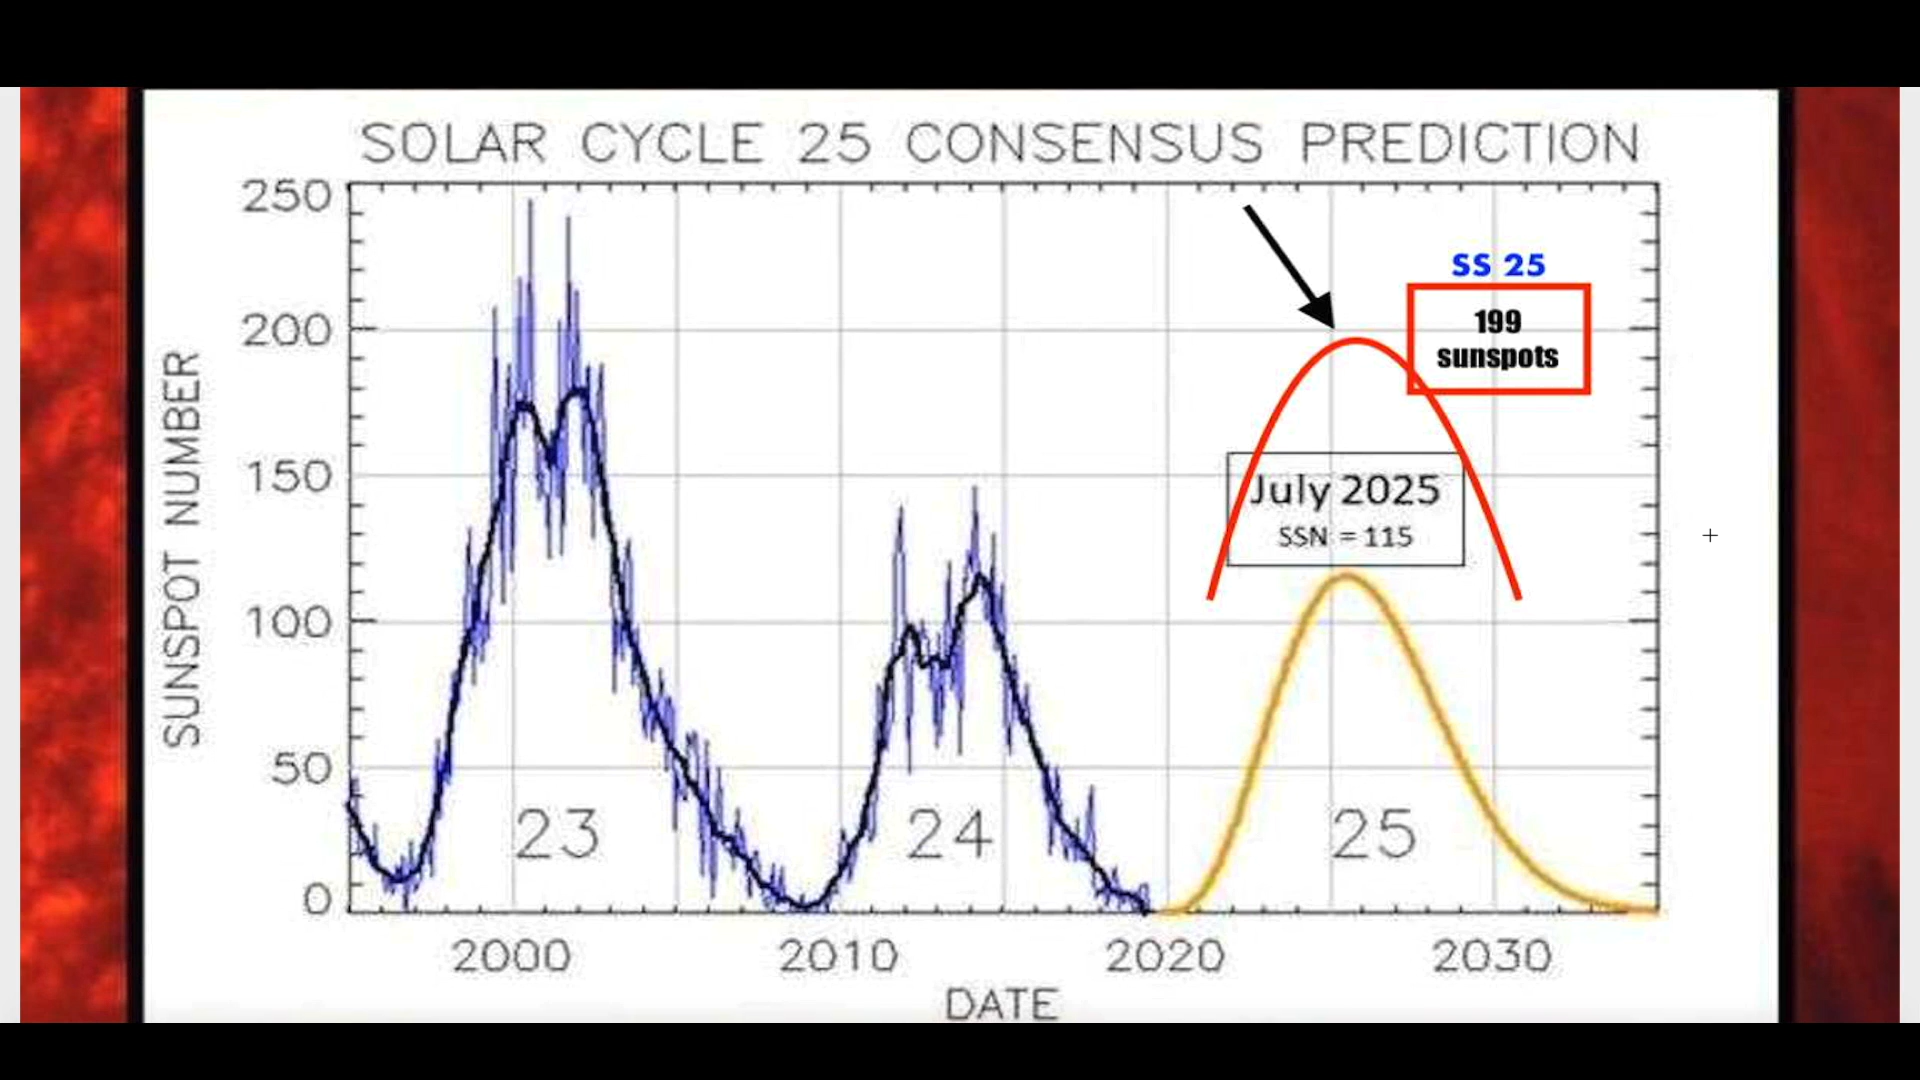 SOLAR CYCLE 25 CONSENSUS PREDICTION
SUNSPOT NUMBER
250
200
150
100
50
0
SS 25
199
sunspots
July 2025
SSN = 115
23
24
25
2000
2010
2020
2030
DATE